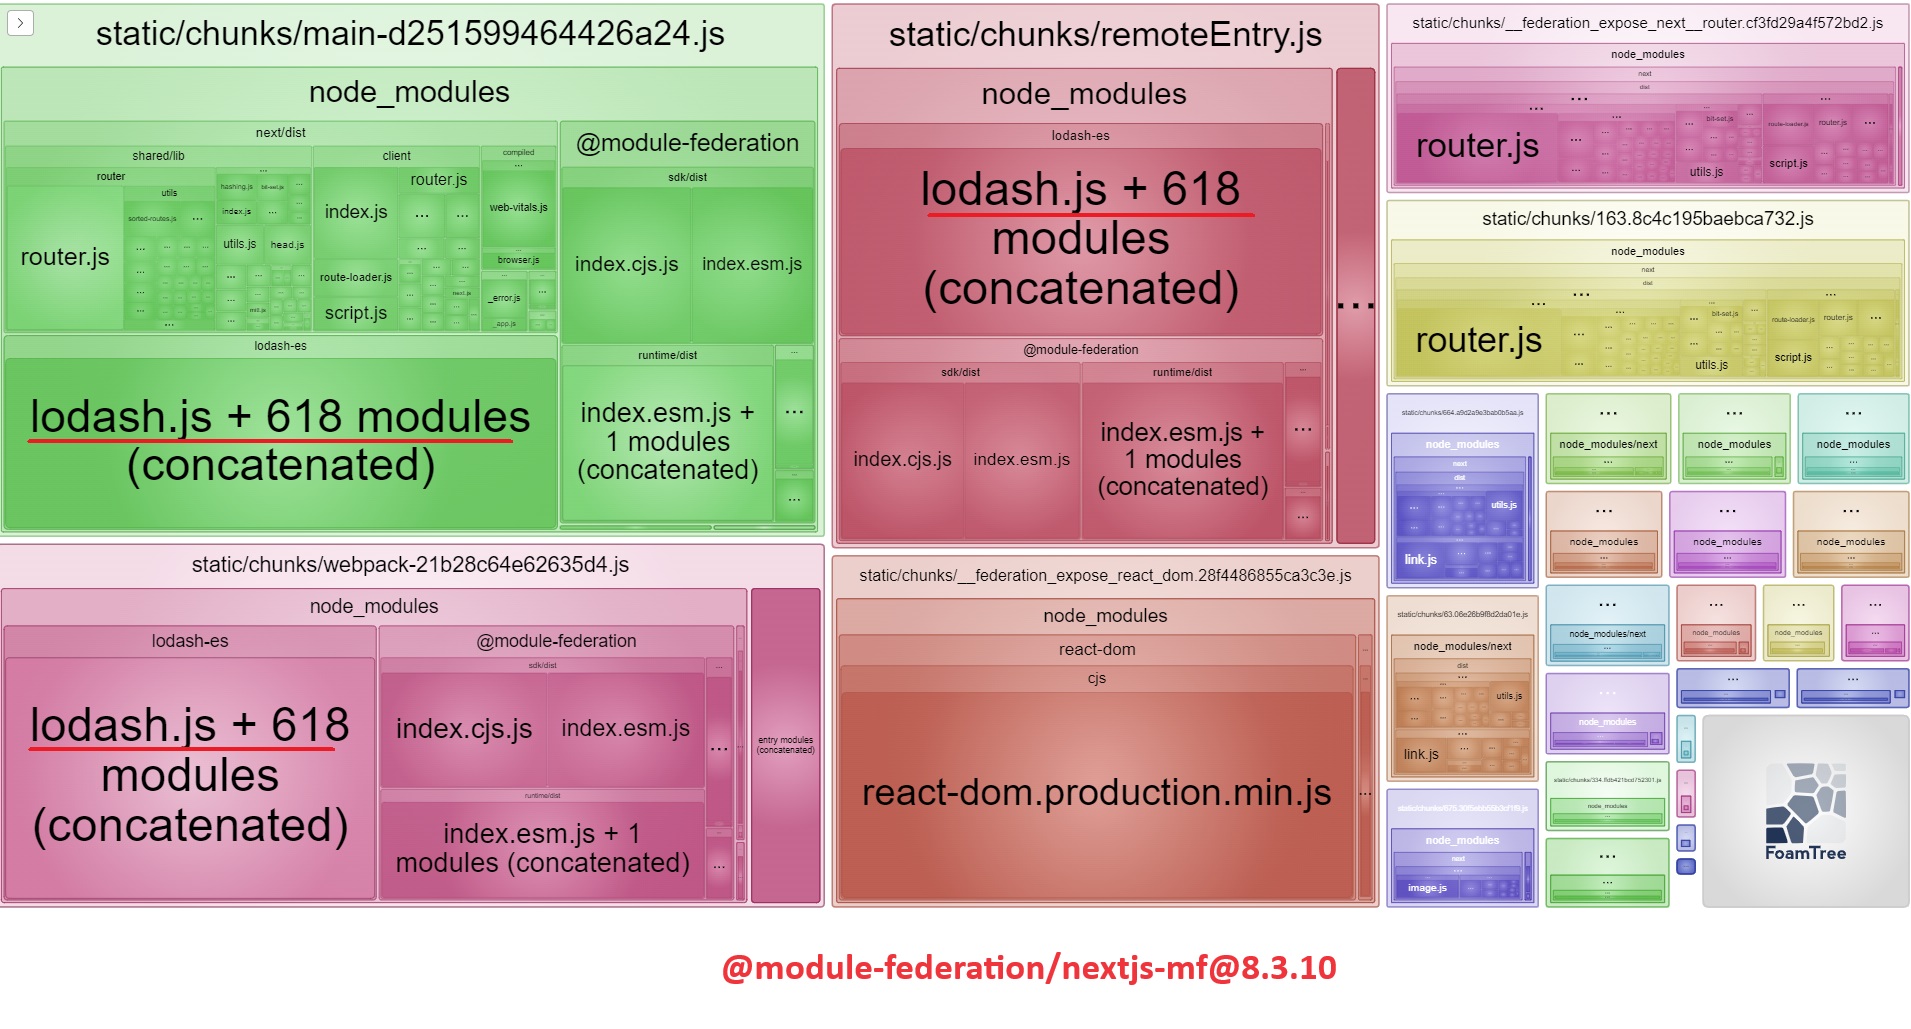 static/chunks/main-d251599464426a24.js
node_modules
next/dist
shared/lib
router
router.js
utils
sorted-routes.js
...
hashing.js
bit-set.js
index.js
utils.js
head.js
client
index.js
router.js
route-loader.js
script.js
compiled
web-vitals.js
browser.js
_error.js
_app.js
@module-federation
sdk/dist
index.cjs.js
index.esm.js
lodash-es
lodash.js + 618 modules
(concatenated)
runtime/dist
index.esm.js +
1 modules
(concatenated)
...
...
static/chunks/webpack-21b28c64e62635d4.js
node_modules
lodash-es
lodash.js + 618
modules
(concatenated)
@module-federation
sdk/dist
index.cjs.js
index.esm.js
runtime/dist
index.esm.js + 1
modules (concatenated)
...
...
entry modules
(concatenated)
static/chunks/remoteEntry.js
node_modules
lodash-es
lodash.js + 618
modules
(concatenated)
@module-federation
sdk/dist
index.cjs.js
index.esm.js
runtime/dist
index.esm.js +
1 modules
(concatenated)
...
...
...
static/chunks/__federation_expose_react_dom.28f4486855ca3c3e.js
node_modules
react-dom
cjs
react-dom.production.min.js
...
static/chunks/__federation_expose_next__router.cf3fd29a4f572bd2.js
node_modules
next
dist
...
router.js
bit-set.js
utils.js
route-loader.js
router.js
script.js
static/chunks/163.8c4c195baebca732.js
node_modules
next
dist
...
router.js
bit-set.js
utils.js
route-loader.js
router.js
script.js
static/chunks/664.a9d2a9e3bab0b5aa.js
node_modules
next
dist
utils.js
link.js
static/chunks/63.06e26b9f8d2da01e.js
node_modules/next
dist
utils.js
link.js
node_modules
next
image.js
...
node_modules/next
...
node_modules
...
node_modules
...
node_modules
...
node_modules
...
node_modules
...
node_modules/next
...
node_modules
...
node_modules
...
...
node_modules
static/chunks/334.f1db421bcd752301.js
node_modules
...
FoamTree
@module-federation/nextjs-mf@8.3.10